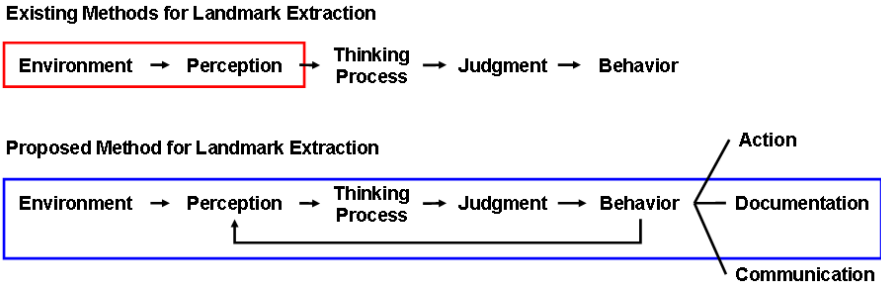 Existing Methods for Landmark Extraction
Environment Perception Thinking Process Judgment Behavior
Proposed Method for Landmark Extraction
Action
Environment Perception Thinking Process Judgment Behavior Documentation
Communication